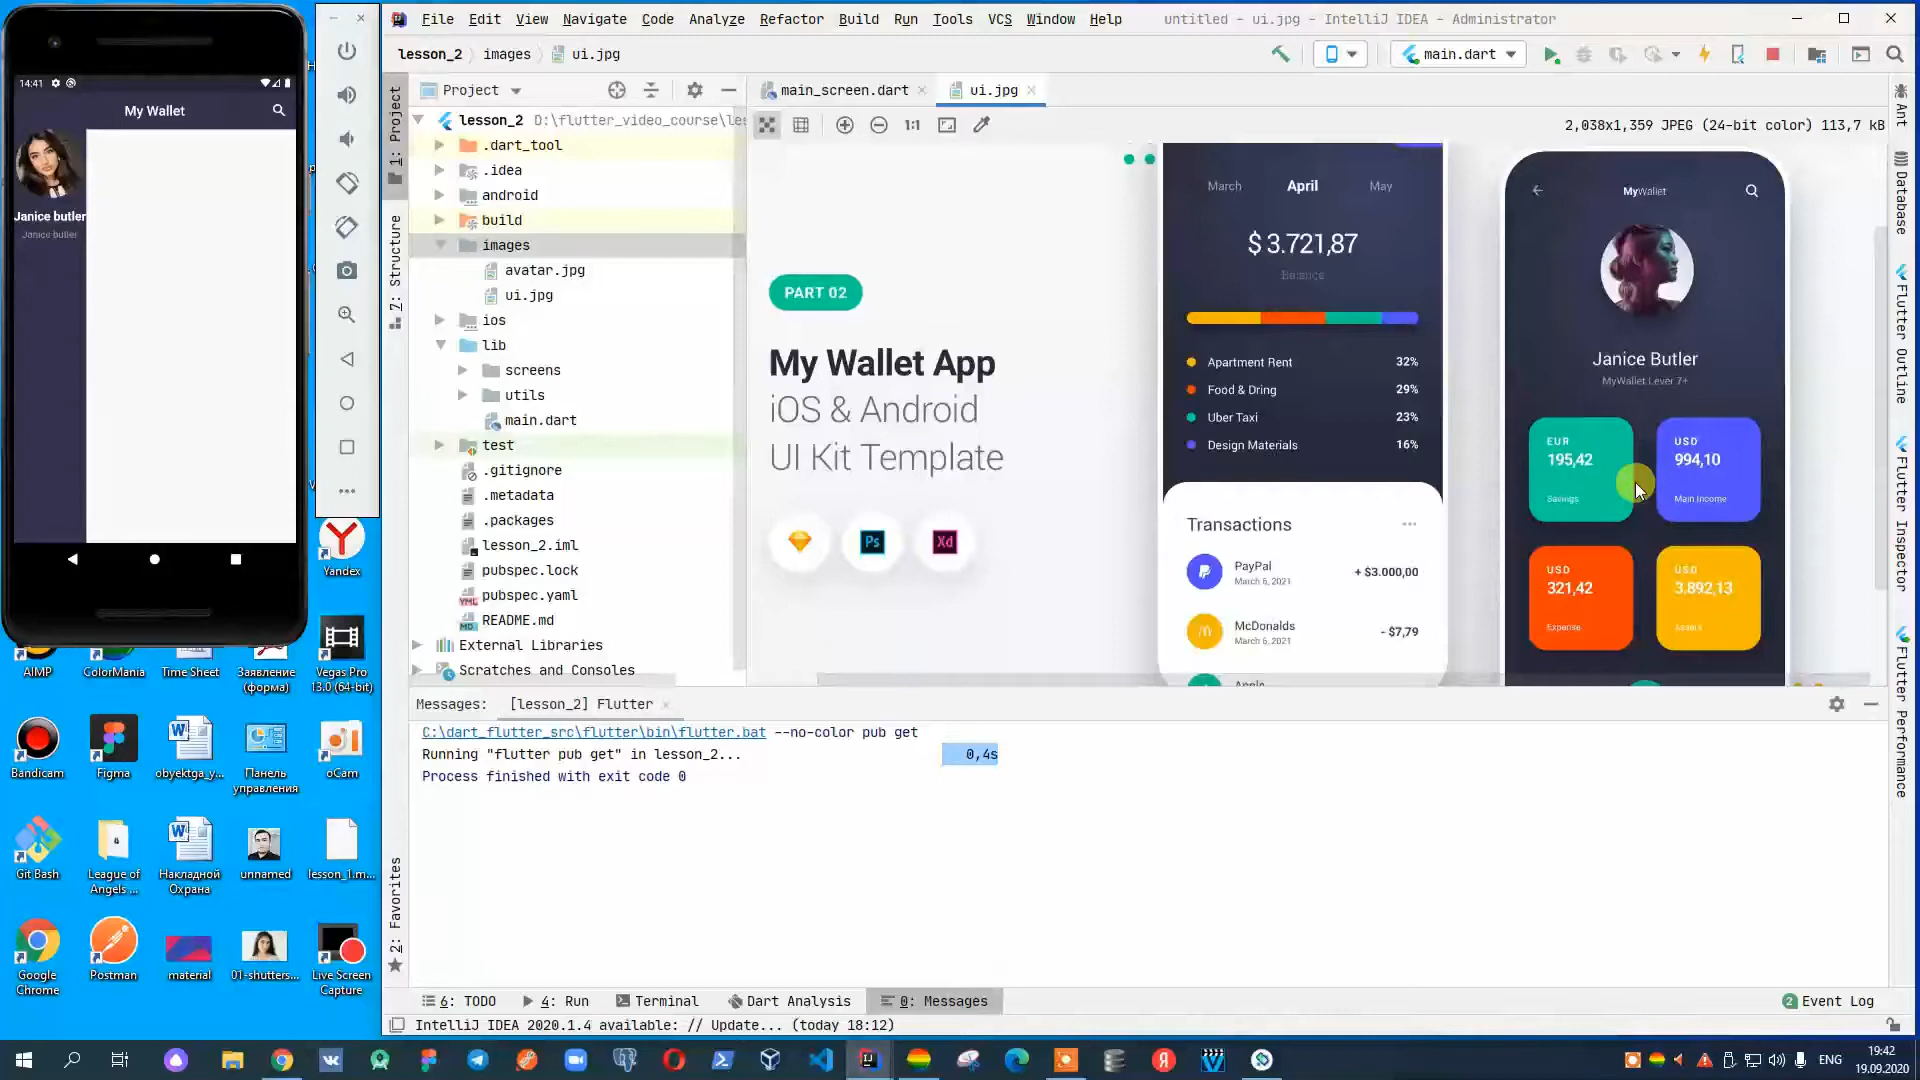 File Edit View Navigate Code Analyze Refactor Build Run Tools VCS Window Help
untitled - ui.jpg - IntelliJ IDEA - Administrator
lesson_2 images ui.jpg
main.dart
14:41
My Wallet
Janice butler
Janice butler
1: Project
7: Structure
2: Favorites
Project
lesson_2 D:\flutter_video_course\les
.dart_tool
.idea
android
build
images
avatar.jpg
ui.jpg
ios
lib
screens
utils
main.dart
test
.gitignore
.metadata
.packages
lesson_2.iml
pubspec.lock
pubspec.yaml
README.md
External Libraries
Scratches and Consoles
main_screen.dart
ui.jpg
1:1
2,038x1,359 JPEG (24-bit color) 113,7 kB
PART 02
My Wallet App
iOS & Android
UI Kit Template
Ps
Xd
March April May
$ 3.721,87
Balance
Apartment Rent 32%
Food & Dring 29%
Uber Taxi 23%
Design Materials 16%
Transactions
PayPal
March 6, 2021
+ $3.000,00
McDonalds
March 6, 2021
- $7,79
Apple
MyWallet
Janice Butler
MyWallet Lever 7+
EUR
195,42
Savings
USD
994,10
Main Income
USD
321,42
Expense
USD
3.892,13
Assets
Ant
Database
Flutter Outline
Flutter Inspector
Flutter Performance
Messages: [lesson_2] Flutter
C:\dart_flutter_src\flutter\bin\flutter.bat --no-color pub get
Running "flutter pub get" in lesson_2... 0,4s
Process finished with exit code 0
6: TODO 4: Run Terminal Dart Analysis 0: Messages
2 Event Log
IntelliJ IDEA 2020.1.4 available: // Update... (today 18:12)
Yandex
AIMP
ColorMania
Time Sheet
Заявление
(форма)
Vegas Pro
13.0 (64-bit)
Bandicam
Figma
obyektga_y...
Панель
управления
oCam
Git Bash
League of
Angels ...
Накладной
Охрана
unnamed
lesson_1.m...
Google
Chrome
Postman
material
01-shutters...
Live Screen
Capture
ENG
19:42
19.09.2020